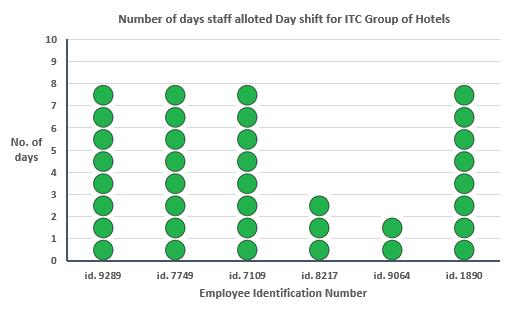 Number of days staff alloted Day shift for ITC Group of Hotels
10
9
8
7
6
5
4
3
2
1
0
No. of
days
id. 9289 id. 7749 id. 7109 id. 8217 id. 9064 id. 1890
Employee Identification Number